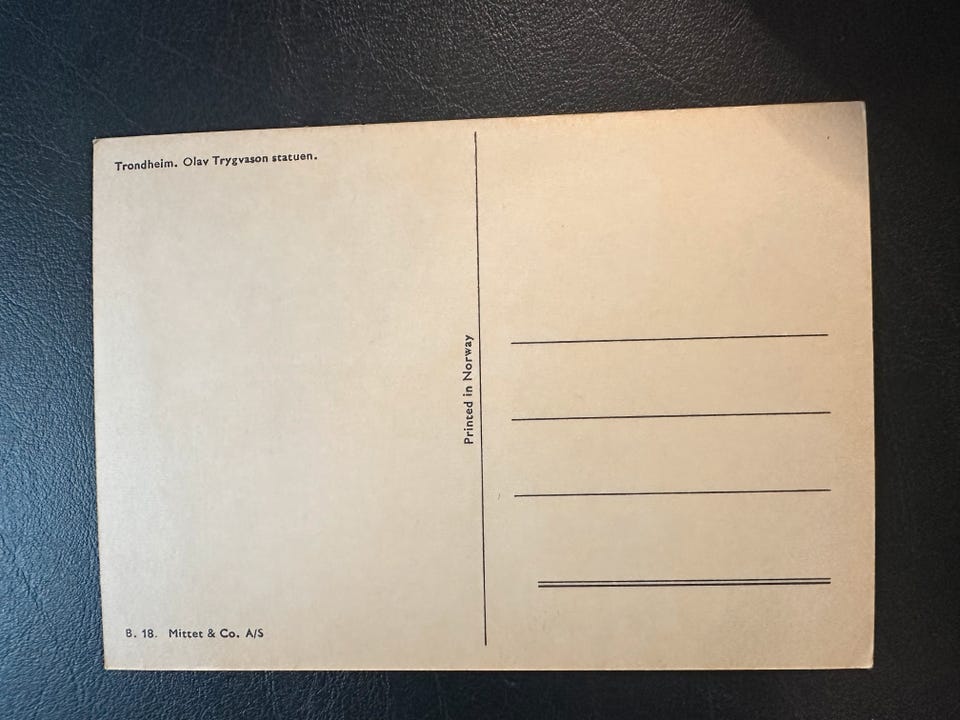 Trondheim. Olav Trygvason statuen.
Printed in Norway
B. 18. Mittet & Co. A/S